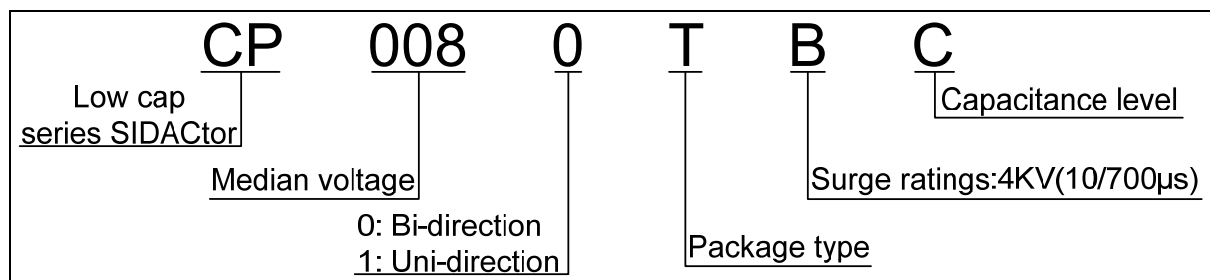 CP 008 0 T B C
Low cap
series SIDACtor
Capacitance level
Median voltage
Surge ratings:4KV(10/700µs)
0: Bi-direction
1: Uni-direction
Package type